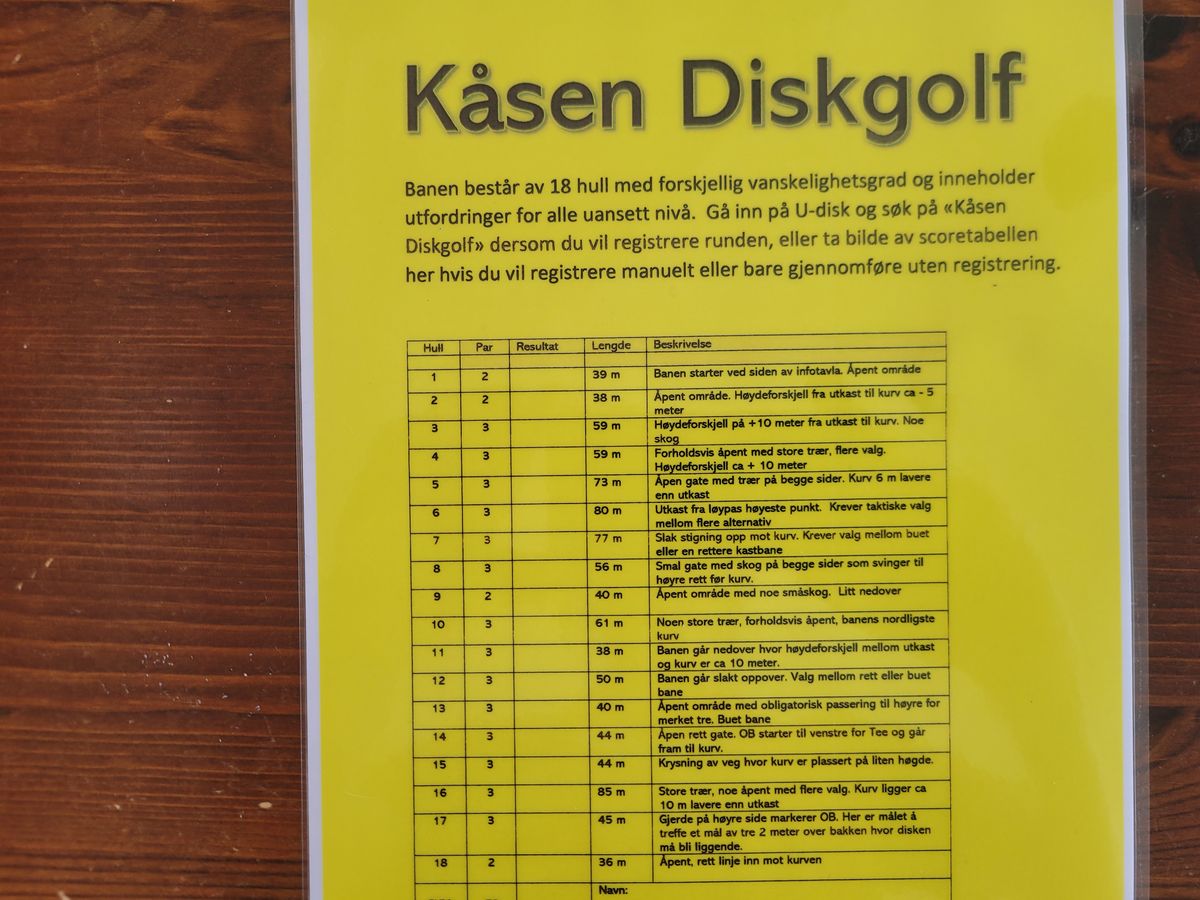 Kåsen Diskgolf
Banen består av 18 hull med forskjellig vanskelighetsgrad og inneholder
utfordringer for alle uansett nivå. Gå inn på U-disk og søk på «Kåsen
Diskgolf» dersom du vil registrere runden, eller ta bilde av scoretabellen
her hvis du vil registrere manuelt eller bare gjennomføre uten registrering.
Hull Par Resultat Lengde Beskrivelse
1 2 39 m Banen starter ved siden av infotavla. Åpent område
2 2 38 m Åpent område. Høydeforskjell fra utkast til kurv ca - 5
meter
3 3 59 m Høydeforskjell på +10 meter fra utkast til kurv. Noe
skog
4 3 59 m Forholdsvis åpent med store trær, flere valg.
Høydeforskjell ca + 10 meter
5 3 73 m Åpen gate med trær på begge sider. Kurv 6 m lavere
enn utkast
6 3 80 m Utkast fra løypas høyeste punkt. Krever taktiske valg
mellom flere alternativ
7 3 77 m Slak stigning opp mot kurv. Krever valg mellom buet
eller en rettere kastbane
8 3 56 m Smal gate med skog på begge sider som svinger til
høyre rett før kurv.
9 2 40 m Åpent område med noe småskog. Litt nedover
10 3 61 m Noen store trær, forholdsvis åpent, banens nordligste
kurv
11 3 38 m Banen går nedover hvor høydeforskjell mellom utkast
og kurv er ca 10 meter.
12 3 50 m Banen går slakt oppover. Valg mellom rett eller buet
bane
13 3 40 m Åpent område med obligatorisk passering til høyre for
merket tre. Buet bane
14 3 44 m Åpen rett gate. OB starter til venstre for Tee og går
fram til kurv.
15 3 44 m Krysning av veg hvor kurv er plassert på liten høgde.
16 3 85 m Store trær, noe åpent med flere valg. Kurv ligger ca
10 m lavere enn utkast
17 3 45 m Gjerde på høyre side markerer OB. Her er målet å
treffe et mål av tre 2 meter over bakken hvor disken
må bli liggende.
18 2 36 m Åpent, rett linje inn mot kurven
Navn: